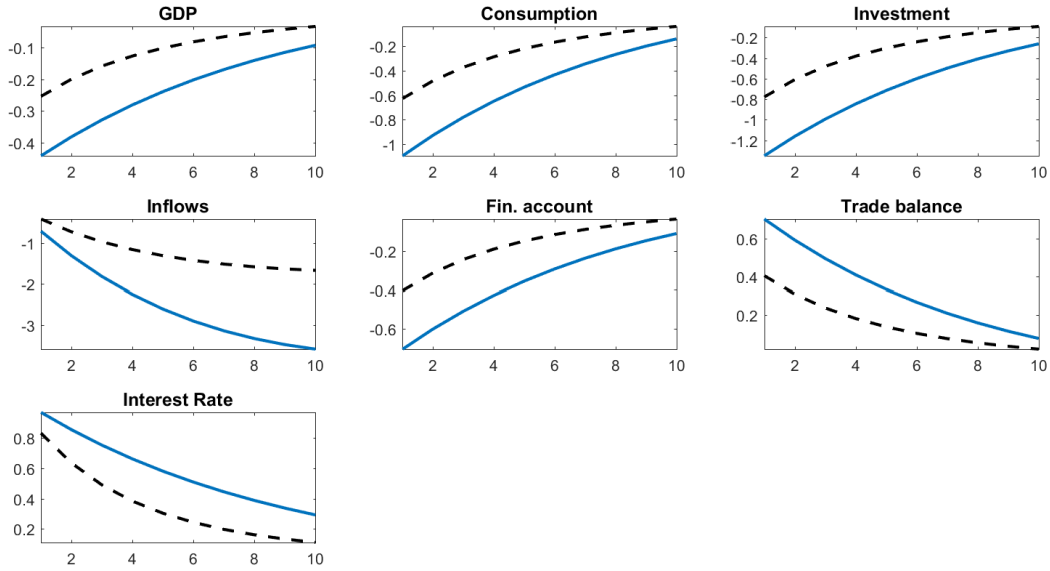 GDP
-0.1
-0.2
-0.3
-0.4
2 4 6 8 10
Consumption
-0.2
-0.4
-0.6
-0.8
-1
2 4 6 8 10
Investment
-0.2
-0.4
-0.6
-0.8
-1
-1.2
2 4 6 8 10
Inflows
-1
-2
-3
2 4 6 8 10
Fin. account
-0.2
-0.4
-0.6
2 4 6 8 10
Trade balance
0.6
0.4
0.2
2 4 6 8 10
Interest Rate
0.8
0.6
0.4
0.2
2 4 6 8 10